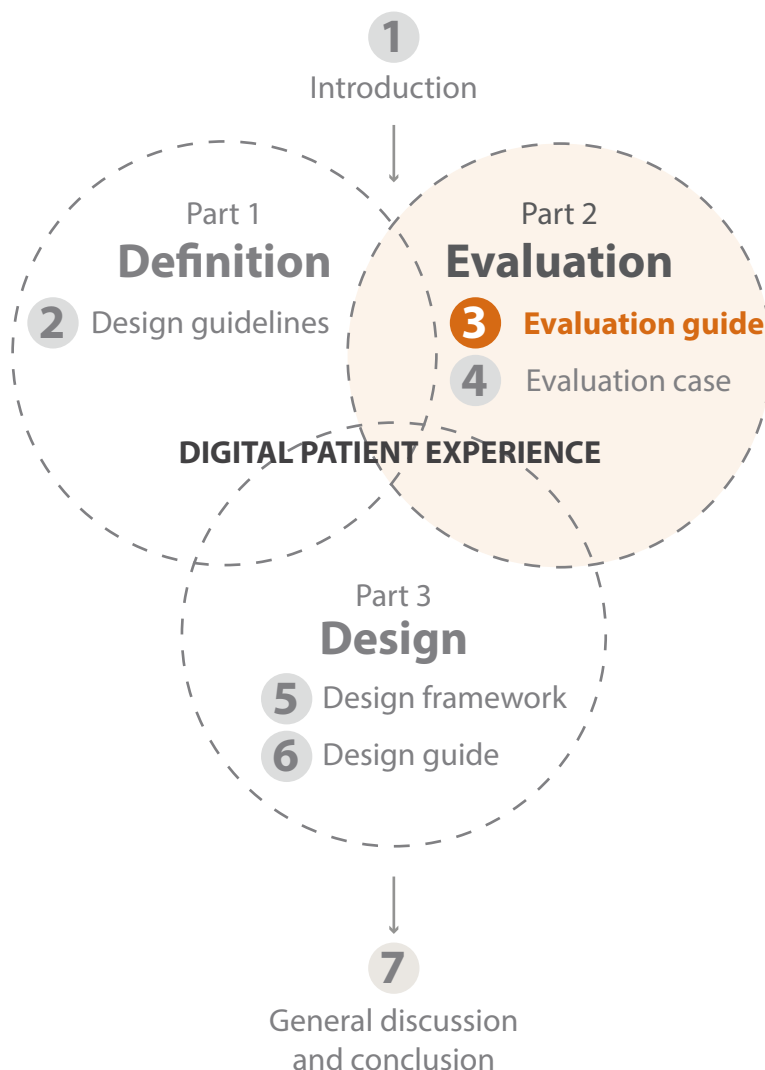 1
Introduction
Part 1
Definition
2 Design guidelines
Part 2
Evaluation
3 Evaluation guide
4 Evaluation case
DIGITAL PATIENT EXPERIENCE
Part 3
Design
5 Design framework
6 Design guide
7
General discussion
and conclusion